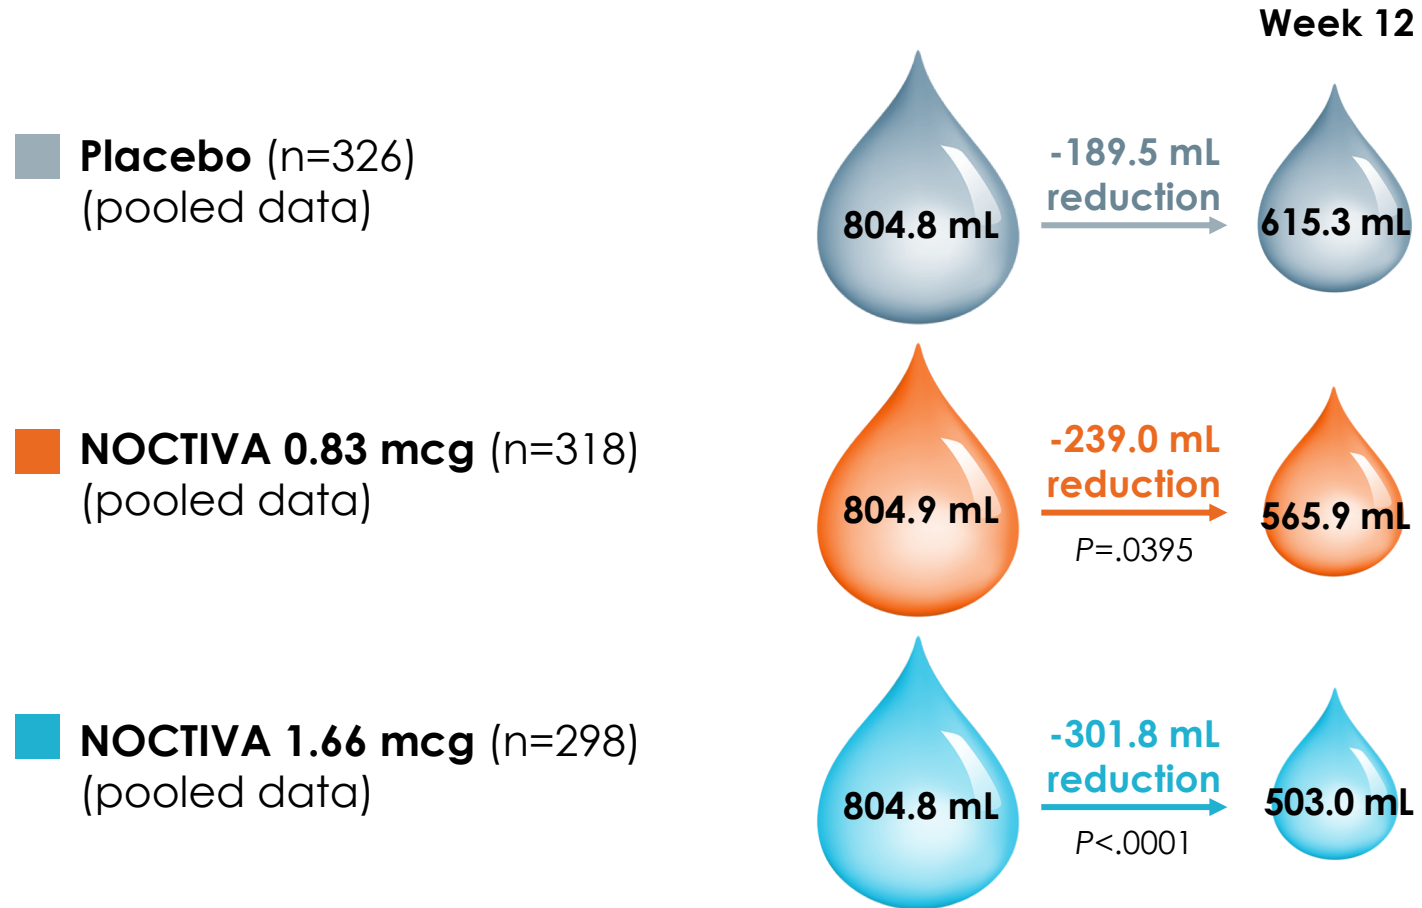 Week 12
Placebo (n=326)
(pooled data)
804.8 mL
-189.5 mL
reduction
615.3 mL
NOCTIVA 0.83 mcg (n=318)
(pooled data)
804.9 mL
-239.0 mL
reduction
P=.0395
565.9 mL
NOCTIVA 1.66 mcg (n=298)
(pooled data)
804.8 mL
-301.8 mL
reduction
P<.0001
503.0 mL